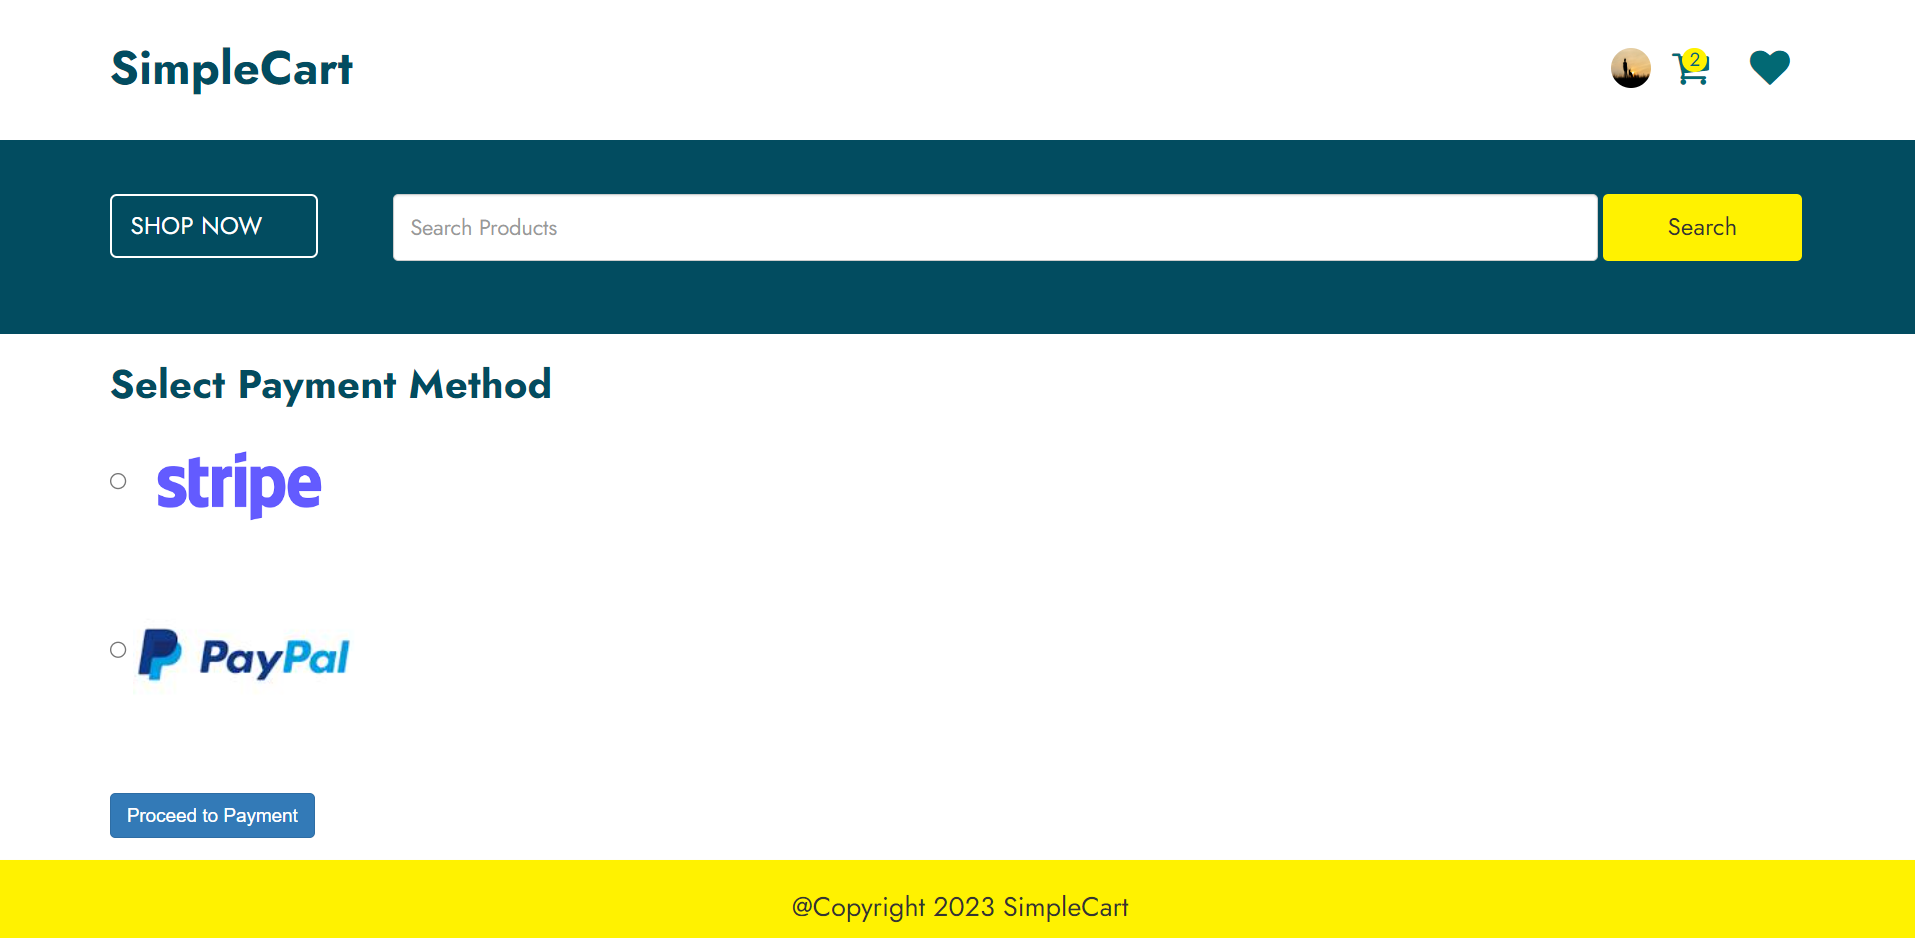 SimpleCart
2
SHOP NOW
Search Products
Search
Select Payment Method
stripe
PayPal
Proceed to Payment
@Copyright 2023 SimpleCart